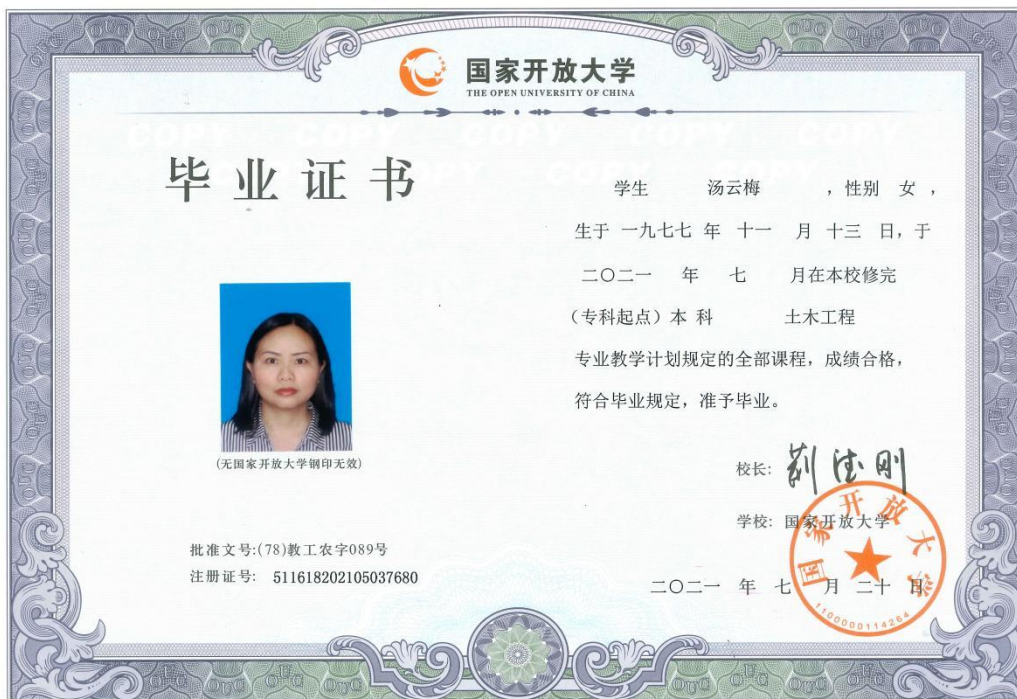 国家开放大学
THE OPEN UNIVERSITY OF CHINA
COPY COPY COPY COPY COPY
COPY COPY COPY
毕业证书
学生 汤云梅 ，性别 女 ，
生于 一九七七 年 十一 月 十三 日，于
二〇二一 年 七 月在本校修完
（专科起点）本 科 土木工程
专业教学计划规定的全部课程，成绩合格，
符合毕业规定，准予毕业。
(无国家开放大学钢印无效)
校长: 荆德刚
学校: 国家开放大学
批准文号:(78)教工农字089号
注册证号: 511618202105037680
二〇二一 年 七 月 二十 日
国家开放大学
1100000114264